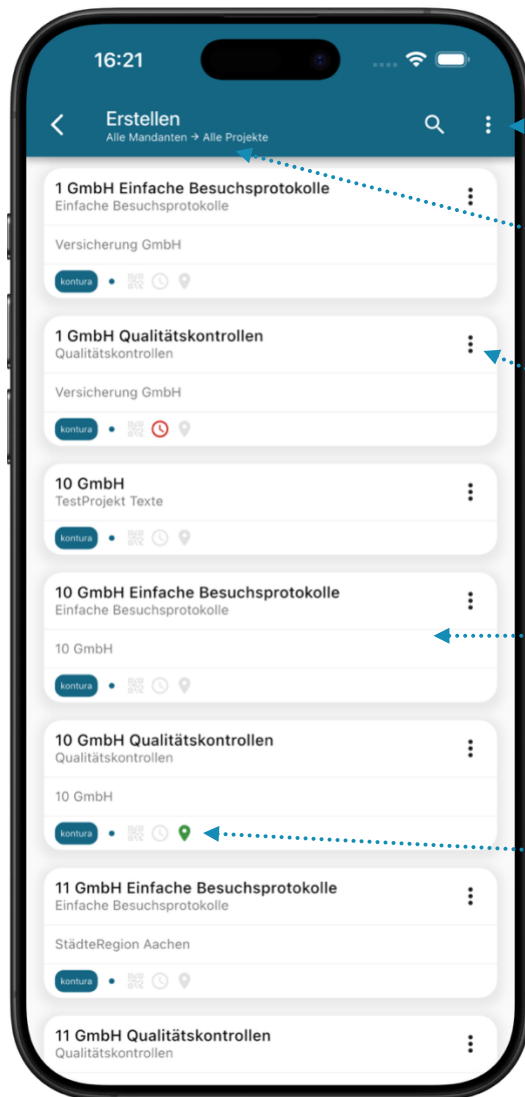 16:21
Erstellen
Alle Mandanten → Alle Projekte
1 GmbH Einfache Besuchsprotokolle
Einfache Besuchsprotokolle
Versicherung GmbH
kontura
1 GmbH Qualitätskontrollen
Qualitätskontrollen
Versicherung GmbH
kontura
10 GmbH
TestProjekt Texte
kontura
10 GmbH Einfache Besuchsprotokolle
Einfache Besuchsprotokolle
10 GmbH
kontura
10 GmbH Qualitätskontrollen
Qualitätskontrollen
10 GmbH
kontura
11 GmbH Einfache Besuchsprotokolle
Einfache Besuchsprotokolle
StädteRegion Aachen
kontura
11 GmbH Qualitätskontrollen
Qualitätskontrollen